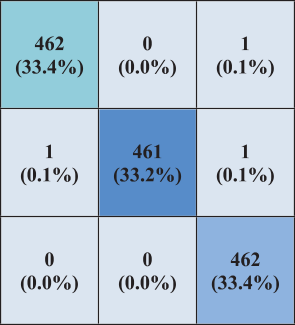 462 0 1
(33.4%) (0.0%) (0.1%)
1 461 1
(0.1%) (33.2%) (0.1%)
0 0 462
(0.0%) (0.0%) (33.4%)